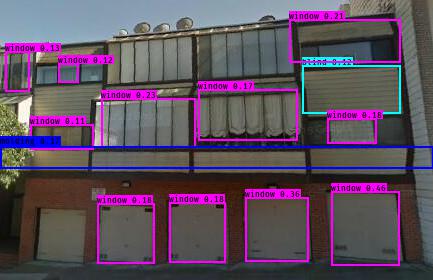 window 0.21
window 0.13
window 0.12
blind 0.12
window 0.17
window 0.23
window 0.18
window 0.11
window 0.36
window 0.46
window 0.18
window 0.18